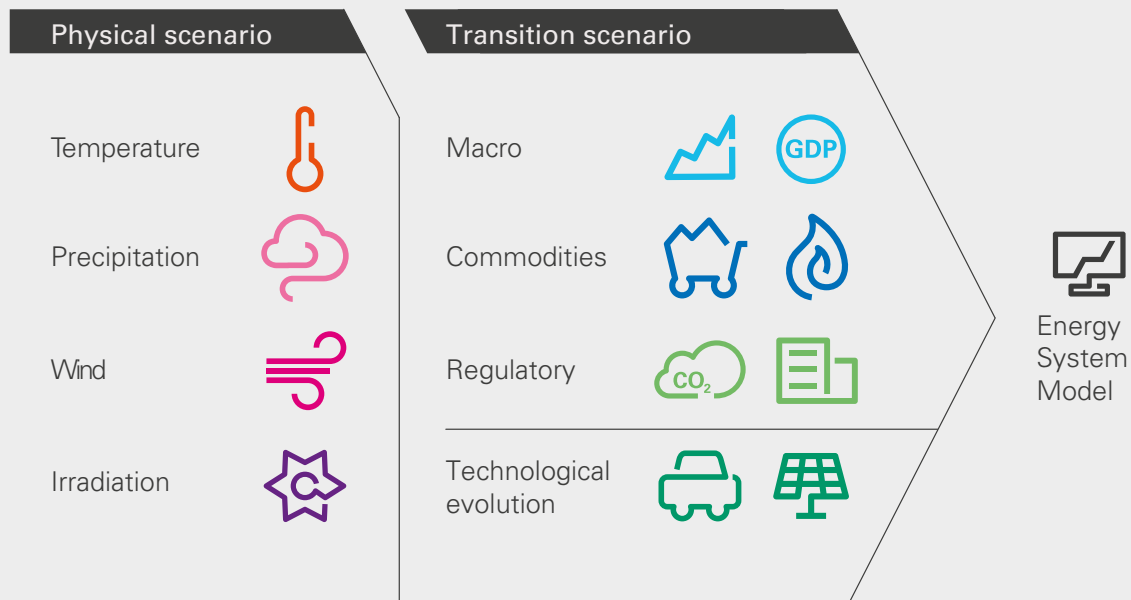 Physical scenario
Temperature
Precipitation
Wind
Irradiation
Transition scenario
Macro
GDP
Commodities
Regulatory
CO₂
Technological
evolution
Energy
System
Model